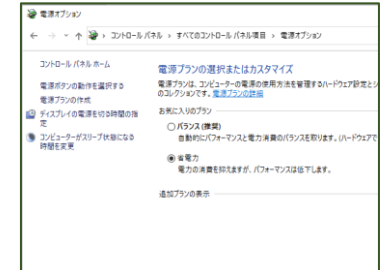 電源オプション
コントロール パネル › すべてのコントロール パネル項目 › 電源オプション
コントロール パネル ホーム
電源ボタンの動作を選択する
電源プランの作成
ディスプレイの電源を切る時間の指
定
コンピューターがスリープ状態になる
時間を変更
電源プランの選択またはカスタマイズ
電源プランは、コンピューターの電源の使用方法を管理するハードウェア設定とシ
のコレクションです。電源プランの詳細
お気に入りのプラン
バランス (推奨)
自動的にパフォーマンスと電力消費のバランスを取ります。(ハードウェアで
省電力
電力の消費を抑えますが、パフォーマンスは低下します。
追加プランの表示